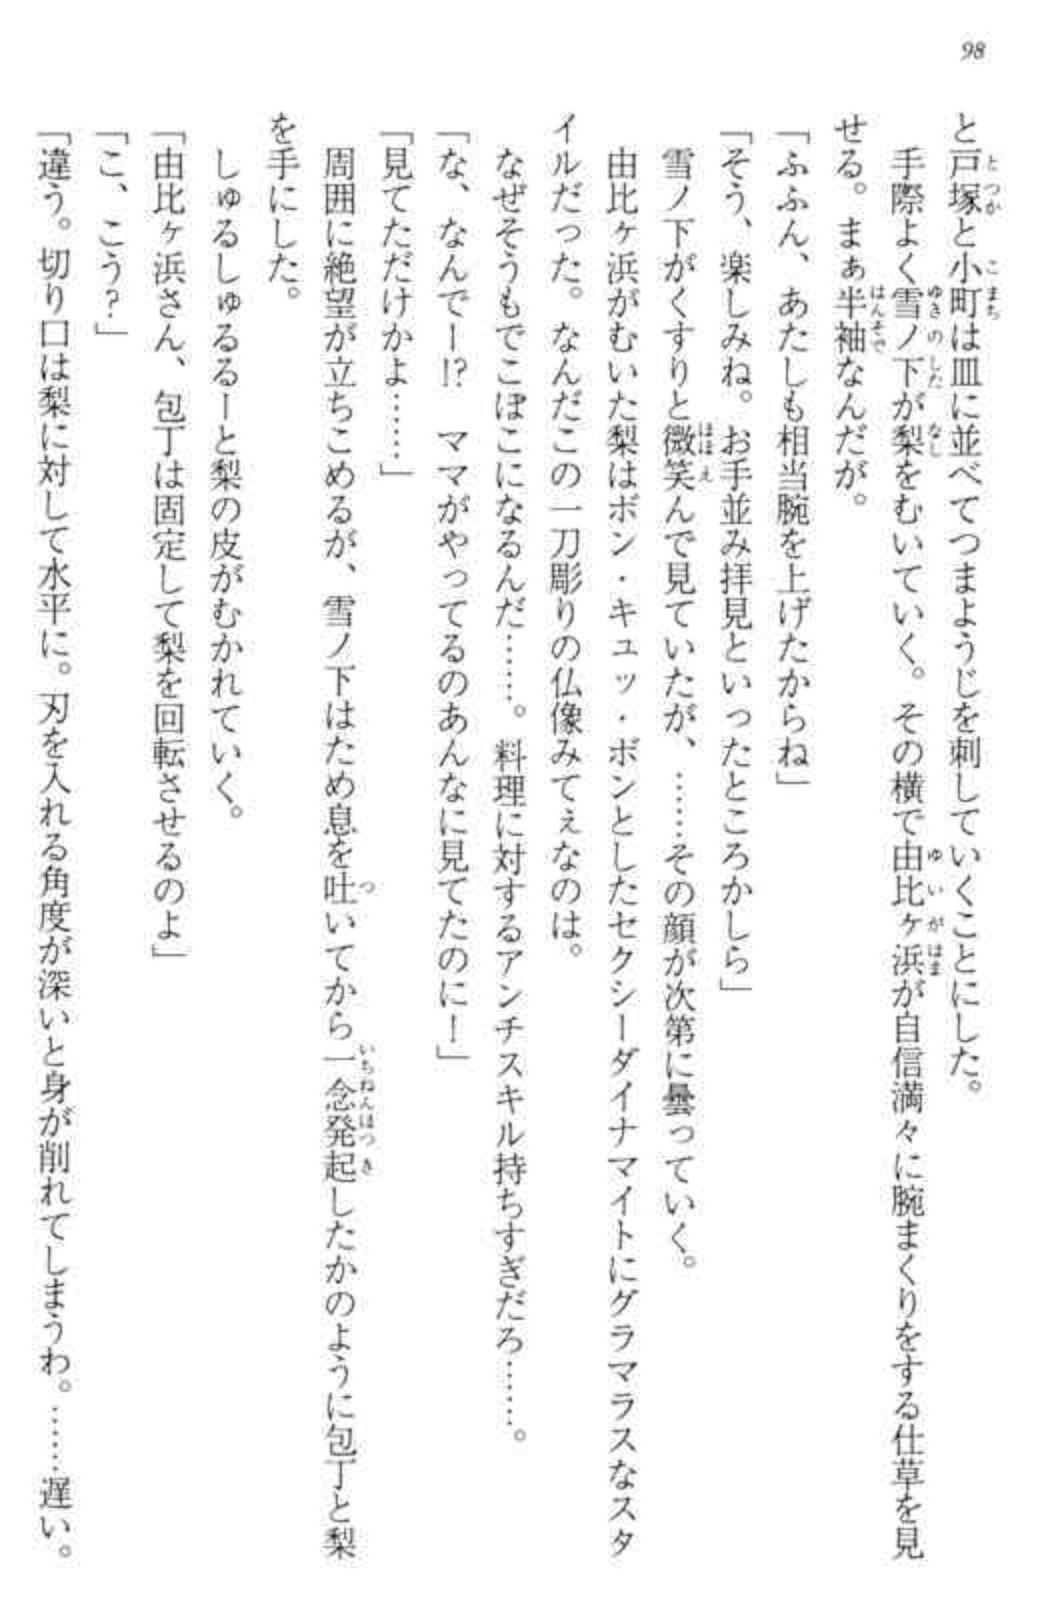 98
と戸塚と小町は皿に並べてつまようじを刺していくことにした。
手際よく雪ノ下が梨をむいていく。その横で由比ヶ浜が自信満々に腕まくりをする仕草を見
せる。まぁ半袖なんだが。
「ふふん、あたしも相当腕を上げたからね」
「そう、楽しみね。お手並み拝見といったところかしら」
雪ノ下がくすりと微笑んで見ていたが、……その顔が次第に曇っていく。
由比ヶ浜がむいた梨はボン・キュッ・ボンとしたセクシーダイナマイトにグラマラスなスタ
イルだった。なんだこの一刀彫りの仏像みてぇなのは。
なぜそうもでこぼこになるんだ……。料理に対するアンチスキル持ちすぎだろ……。
「な、なんでー!?　ママがやってるのあんなに見てたのにー」
「見てただけかよ……」
周囲に絶望が立ちこめるが、雪ノ下はため息を吐いてから一念発起したかのように包丁と梨
を手にした。
しゅるしゅるるーと梨の皮がむかれていく。
「由比ヶ浜さん、包丁は固定して梨を回転させるのよ」
「こ、こう?」
「違う。切り口は梨に対して水平に。刃を入れる角度が深いと身が削れてしまうわ。……遅い。